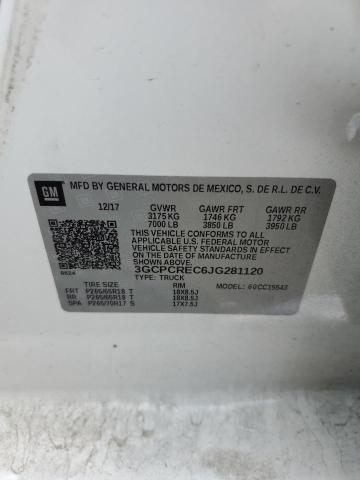 GM
MFD BY GENERAL MOTORS DE MEXICO, S. DE R.L. DE C.V.
12/17 GVWR GAWR FRT GAWR RR
3175 KG 1746 KG 1792 KG
7000 LB 3850 LB 3950 LB
THIS VEHICLE CONFORMS TO ALL APPLICABLE
U.S. FEDERAL MOTOR VEHICLE SAFETY
STANDARDS IN EFFECT ON THE DATE OF
MANUFACTURE SHOWN ABOVE.
3GCPCREC6JG281120
TYPE: TRUCK MODEL:
TIRE SIZE RIM
FRT P265/65R18 T 18X8.5J
RR P265/65R18 T 18X8.5J
SPA P265/70R17 S 17X7.5J